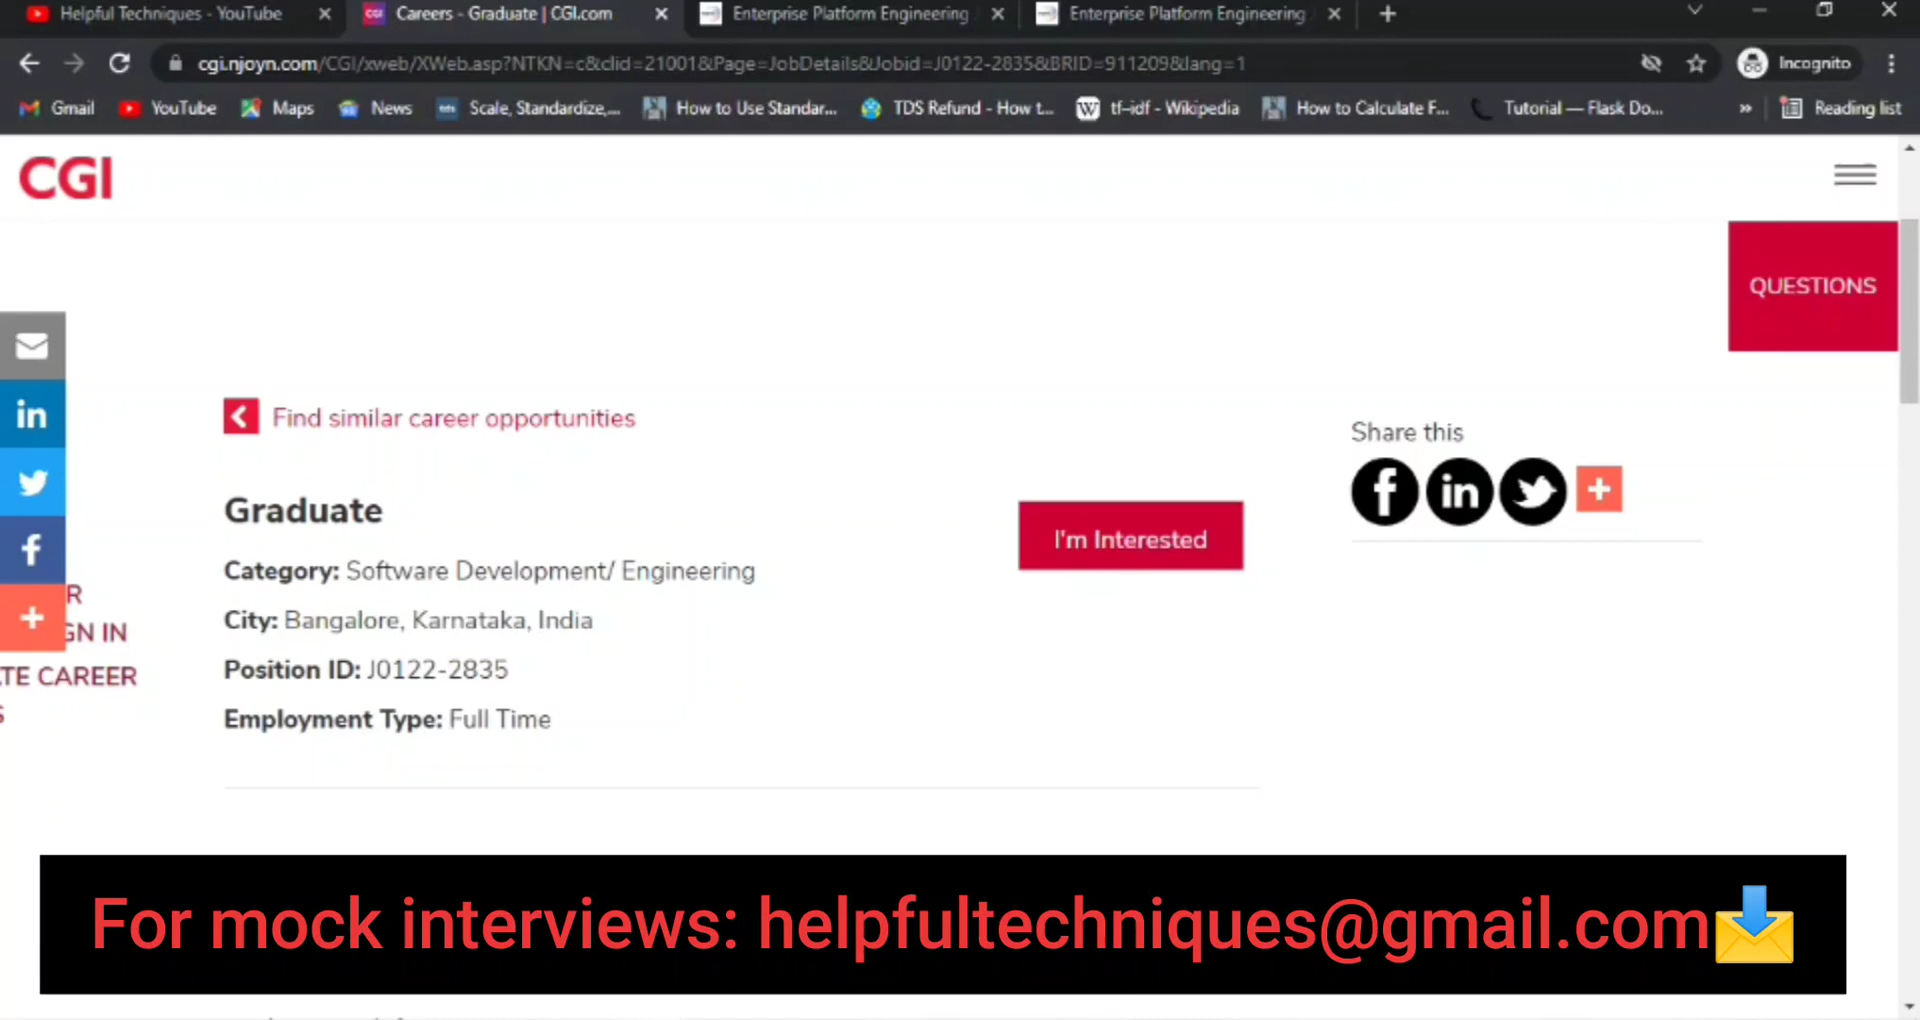 Helpful Techniques - YouTube
Careers - Graduate | CGI.com
Enterprise Platform Engineering
Enterprise Platform Engineering
cgi.njoyn.com/CGI/xweb/XWeb.asp?NTKN=c&clid=21001&Page=JobDetails&Jobid=J0122-2835&BRID=911209&lang=1
Incognito
Gmail
YouTube
Maps
News
Scale, Standardize,...
How to Use Standar...
TDS Refund - How t...
tf-idf - Wikipedia
How to Calculate F...
Tutorial — Flask Do...
»
Reading list
CGI
QUESTIONS
Find similar career opportunities
Share this
Graduate
I'm Interested
Category: Software Development/ Engineering
City: Bangalore, Karnataka, India
Position ID: J0122-2835
Employment Type: Full Time
R
GN IN
TE CAREER
S
For mock interviews: helpfultechniques@gmail.com